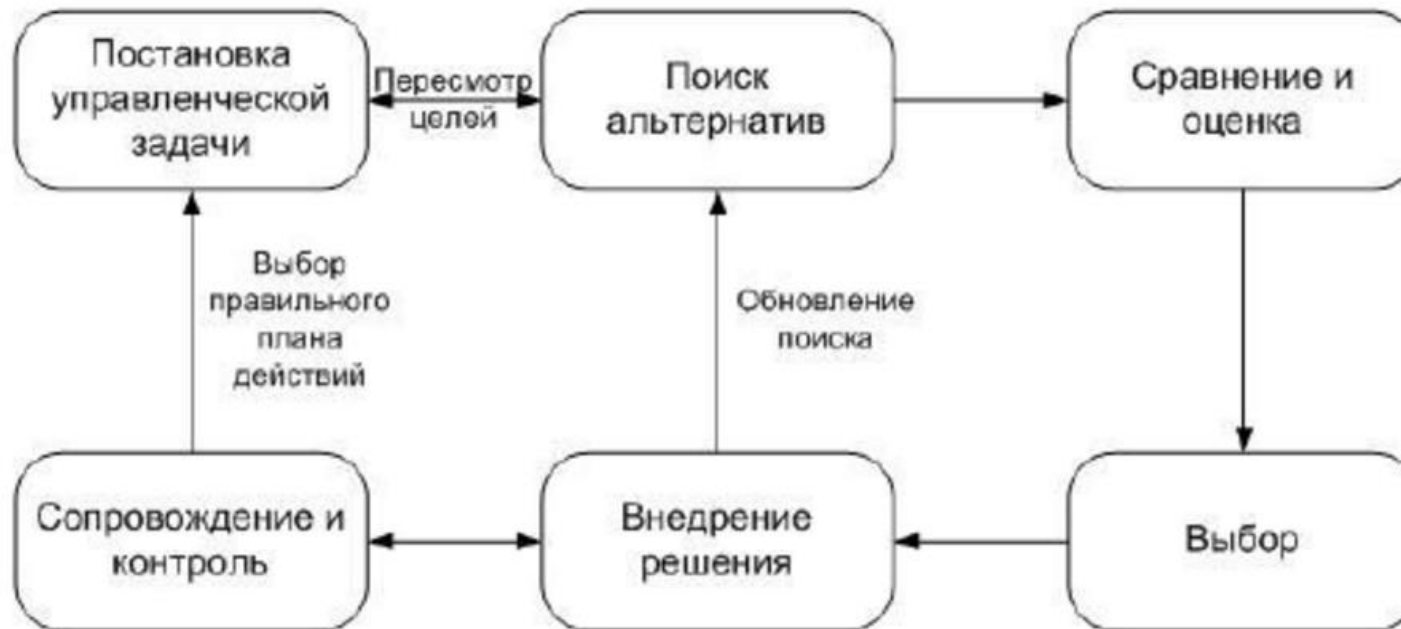 Постановка
управленческой
задачи
Пересмотр
целей
Поиск
альтернатив
Сравнение и
оценка
Выбор
правильного
плана
действий
Обновление
поиска
Сопровождение и
контроль
Внедрение
решения
Выбор